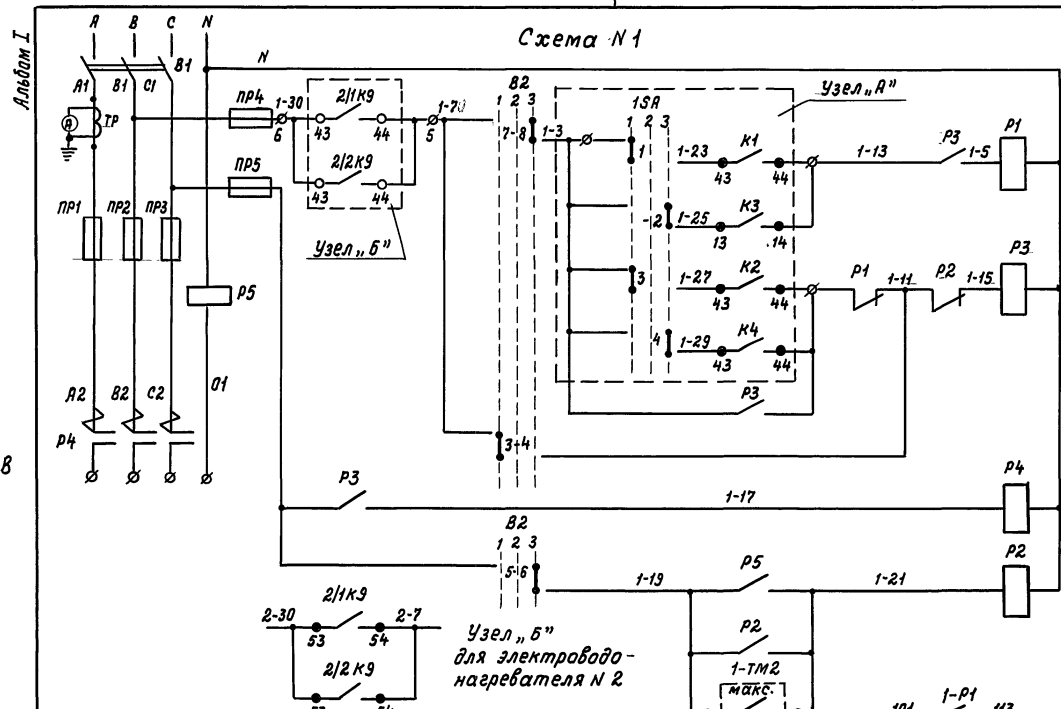 Альбом I
Схема N1
A B C N
N
B1
A1 B1 C1
A
TP
ПР4
1-30
6
2/1К9
43 44
2/2К9
43 44
1-7
5
Узел „Б"
ПР5
ПР1 ПР2 ПР3
P5
A2 B2 C2
01
P4
B2
1 2 3
7-8
1-3
3-4
1SA
1 2 3
Узел „А"
1
1-23
43
K1
44
1-13
P3
1-5
P1
2
1-25
13
K3
14
3
1-27
43
K2
44
P1
1-11
P2
1-15
P3
4
1-29
43
K4
44
P3
8
P3
1-17
P4
B2
1 2 3
5-6
1-19
P5
1-21
P2
P2
1-TM2
макс.
2-30
2/1К9
53 54
2-7
2/2К9
Узел „Б"
для электроводо-
нагревателя N 2
1-P1